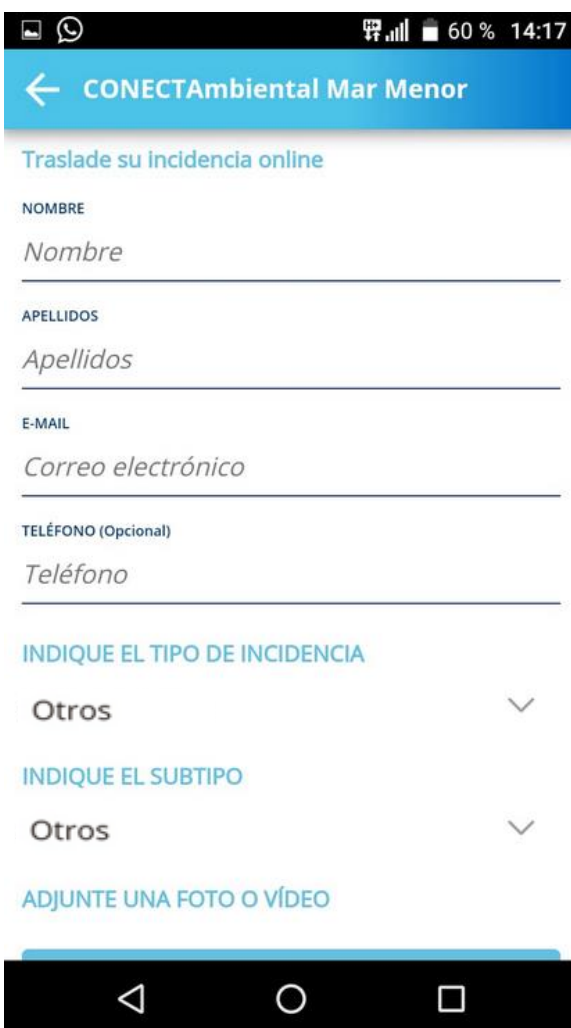 60 % 14:17
CONECTAmbiental Mar Menor
Traslade su incidencia online
NOMBRE
Nombre
APELLIDOS
Apellidos
E-MAIL
Correo electrónico
TELÉFONO (Opcional)
Teléfono
INDIQUE EL TIPO DE INCIDENCIA
Otros
INDIQUE EL SUBTIPO
Otros
ADJUNTE UNA FOTO O VÍDEO